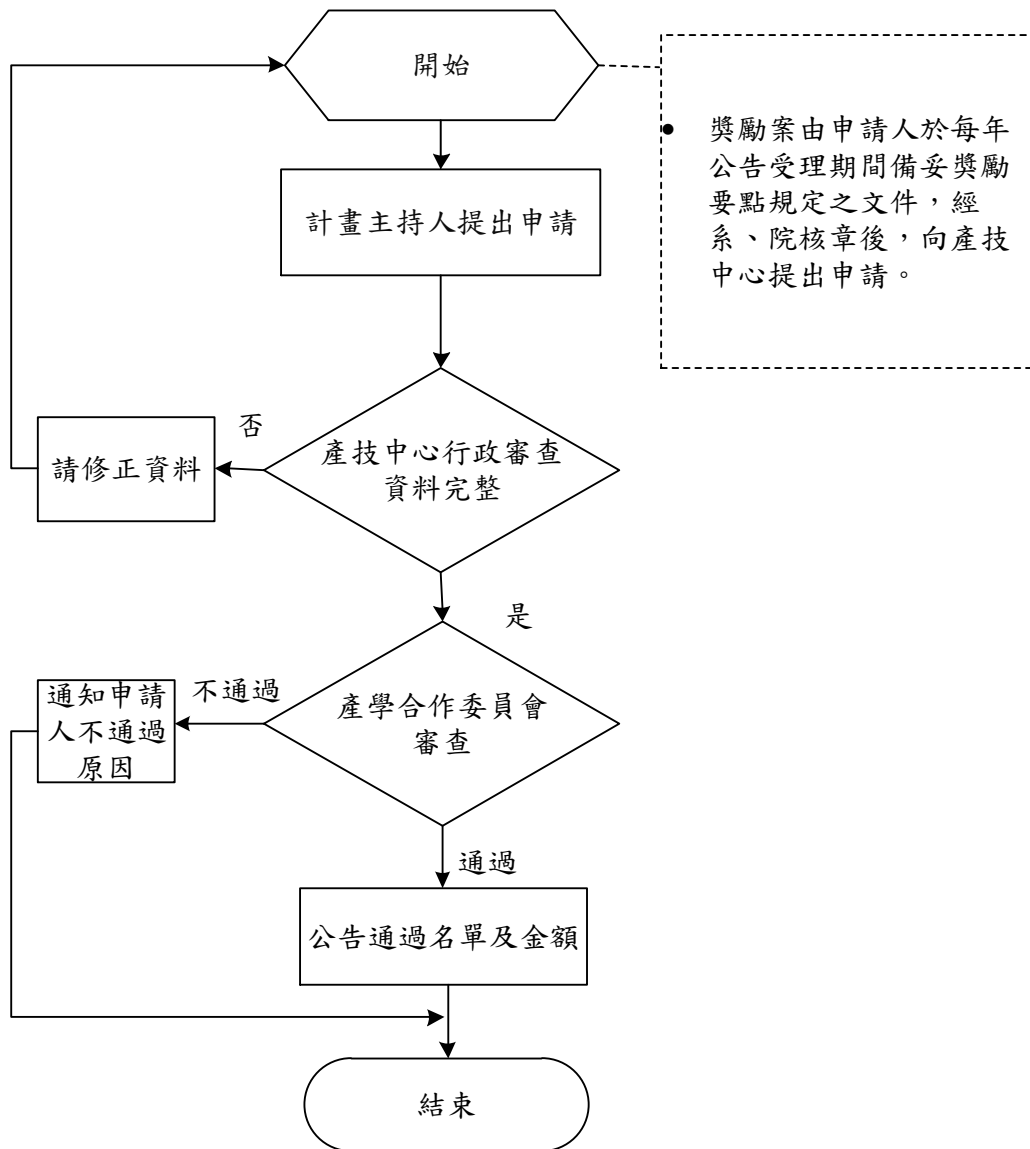 開始
• 獎勵案由申請人於每年
公告受理期間備妥獎勵
要點規定之文件，經
系、院核章後，向產技
中心提出申請。
計畫主持人提出申請
產技中心行政審查
資料完整
否
請修正資料
是
產學合作委員會
審查
不通過
通知申請
人不通過
原因
通過
公告通過名單及金額
結束